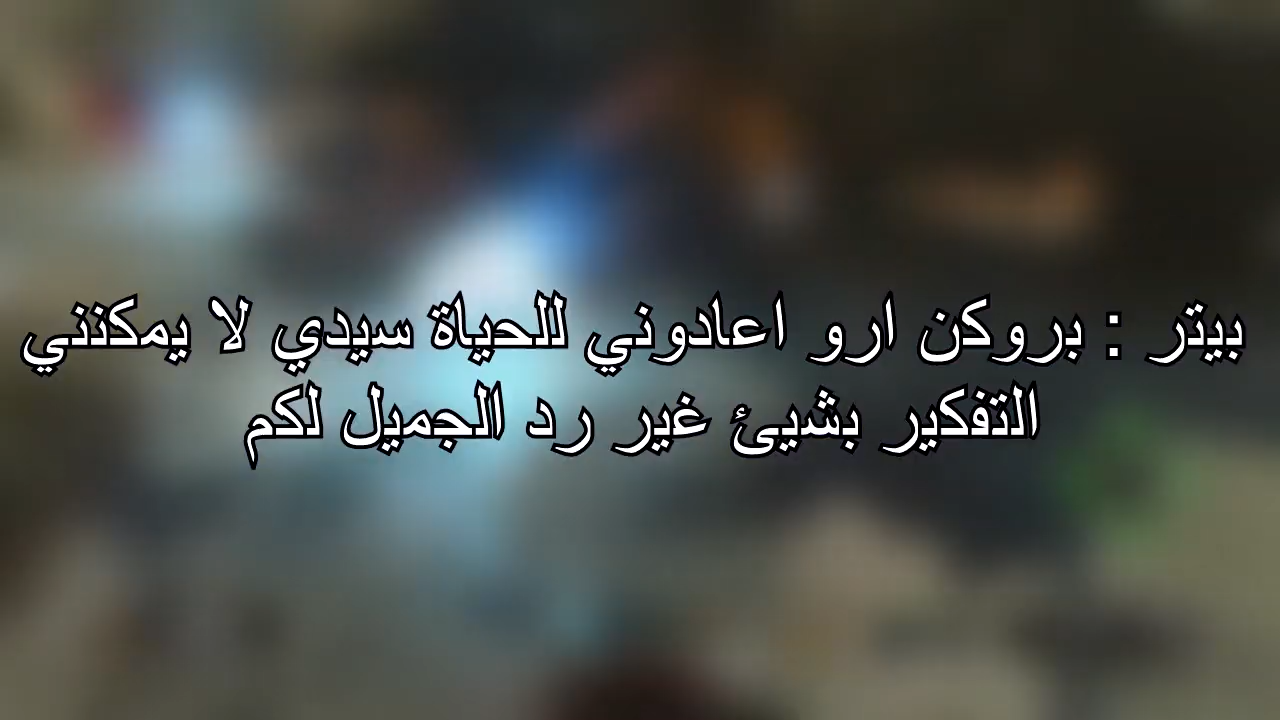 بيتر : بروكن ارو اعادوني للحياة سيدي لا يمكنني
التفكير بشيئ غير رد الجميل لكم